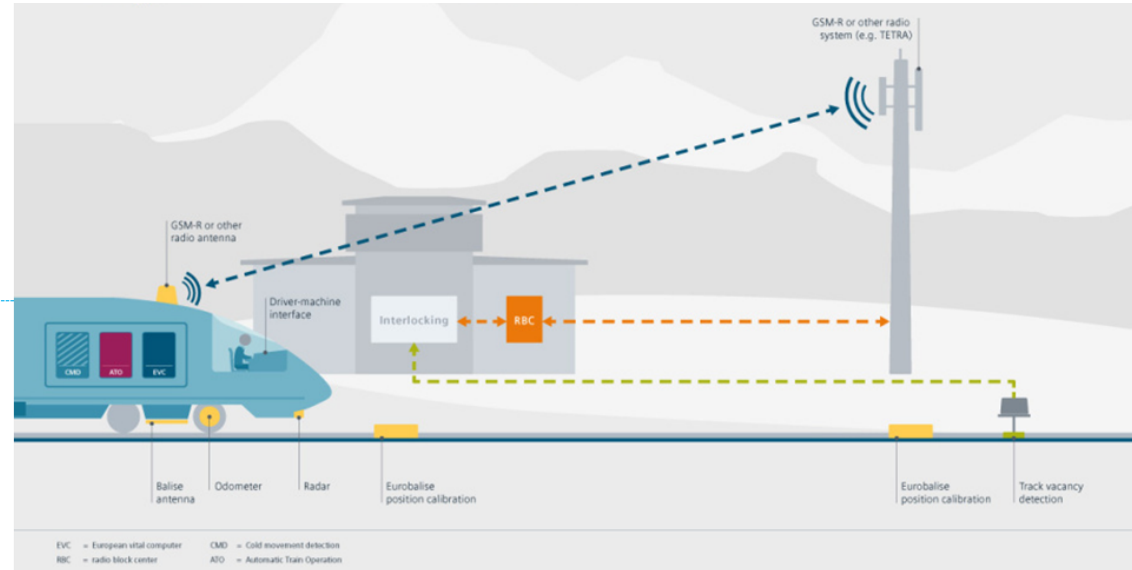 GSM-R or other radio
system (e.g. TETRA)
GSM-R or other
radio antenna
Driver-machine
interface
Interlocking
RBC
CMD
ATO
EVC
Balise
antenna
Odometer
Radar
Eurobalise
position calibration
Eurobalise
position calibration
Track vacancy
detection
EVC = European vital computer
CMD = Cold movement detection
RBC = radio block center
ATO = Automatic Train Operation